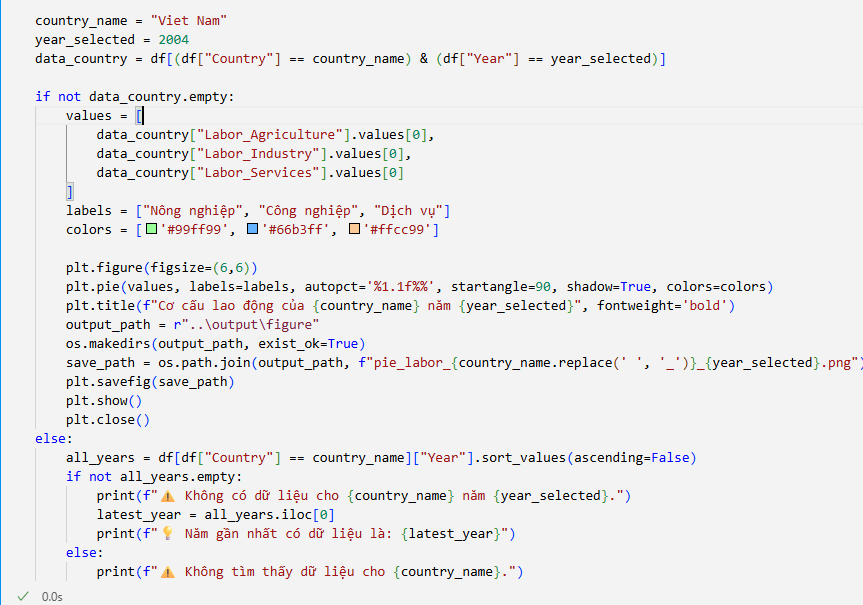 country_name = "Viet Nam"
year_selected = 2004
data_country = df[(df["Country"] == country_name) & (df["Year"] == year_selected)]
if not data_country.empty:
    values = [
        data_country["Labor_Agriculture"].values[0],
        data_country["Labor_Industry"].values[0],
        data_country["Labor_Services"].values[0]
    ]
    labels = ["Nông nghiệp", "Công nghiệp", "Dịch vụ"]
    colors = ['#99ff99', '#66b3ff', '#ffcc99']
    plt.figure(figsize=(6,6))
    plt.pie(values, labels=labels, autopct='%1.1f%%', startangle=90, shadow=True, colors=colors)
    plt.title(f"Cơ cấu lao động của {country_name} năm {year_selected}", fontweight='bold')
    output_path = r"..\output\figure"
    os.makedirs(output_path, exist_ok=True)
    save_path = os.path.join(output_path, f"pie_labor_{country_name.replace(' ', '_')}_{year_selected}.png")
    plt.savefig(save_path)
    plt.show()
    plt.close()
else:
    all_years = df[df["Country"] == country_name]["Year"].sort_values(ascending=False)
    if not all_years.empty:
        print(f"⚠️ Không có dữ liệu cho {country_name} năm {year_selected}.")
        latest_year = all_years.iloc[0]
        print(f"💡 Năm gần nhất có dữ liệu là: {latest_year}")
    else:
        print(f"⚠️ Không tìm thấy dữ liệu cho {country_name}.")
0.0s